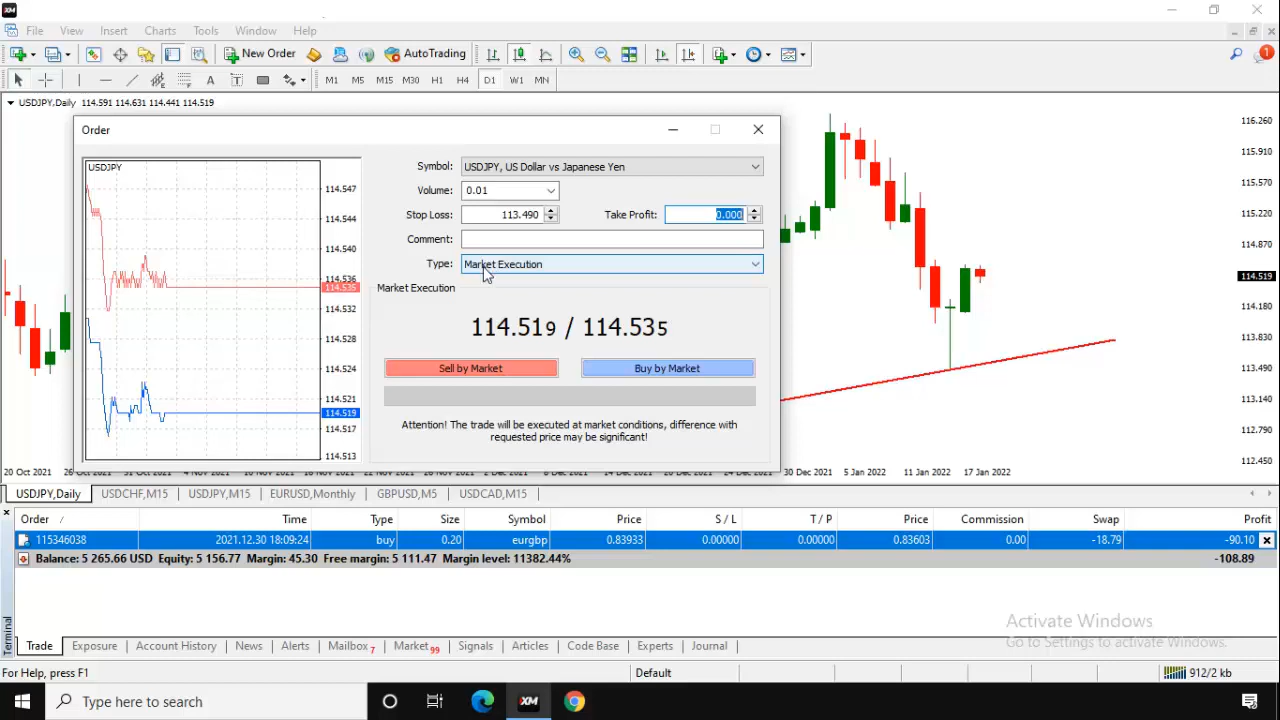 XM
File View Insert Charts Tools Window Help
New Order AutoTrading
A T M1 M5 M15 M30 H1 H4 D1 W1 MN
USDJPY,Daily 114.591 114.631 114.441 114.519
Order
USDJPY
114.547
114.544
114.540
114.536
114.535
114.532
114.528
114.524
114.519
114.517
114.513
Symbol: USDJPY, US Dollar vs Japanese Yen
Volume: 0.01
Stop Loss: 113.490 Take Profit: 0.000
Comment:
Type: Market Execution
Market Execution
114.519 / 114.535
Sell by Market Buy by Market
Attention! The trade will be executed at market conditions, difference with
requested price may be significant!
116.260
115.910
115.570
115.220
114.870
114.519
114.180
113.830
113.490
113.140
112.790
112.450
20 Oct 2021 30 Dec 2021 5 Jan 2022 11 Jan 2022 17 Jan 2022
USDJPY,Daily USDCHF,M15 USDJPY,M15 EURUSD,Monthly GBPUSD,M5 USDCAD,M15
Order / Time Type Size Symbol Price S / L T / P Price Commission Swap Profit
115346038 2021.12.30 18:09:24 buy 0.20 eurgbp 0.83933 0.00000 0.00000 0.83603 0.00 -18.79 -90.10
Balance: 5 265.66 USD Equity: 5 156.77 Margin: 45.30 Free margin: 5 111.47 Margin level: 11382.44% -108.89
Activate Windows
Go to Settings to activate Windows.
Terminal
Trade Exposure Account History News Alerts Mailbox 7 Market 99 Signals Articles Code Base Experts Journal
For Help, press F1 Default 912/2 kb
Type here to search XM